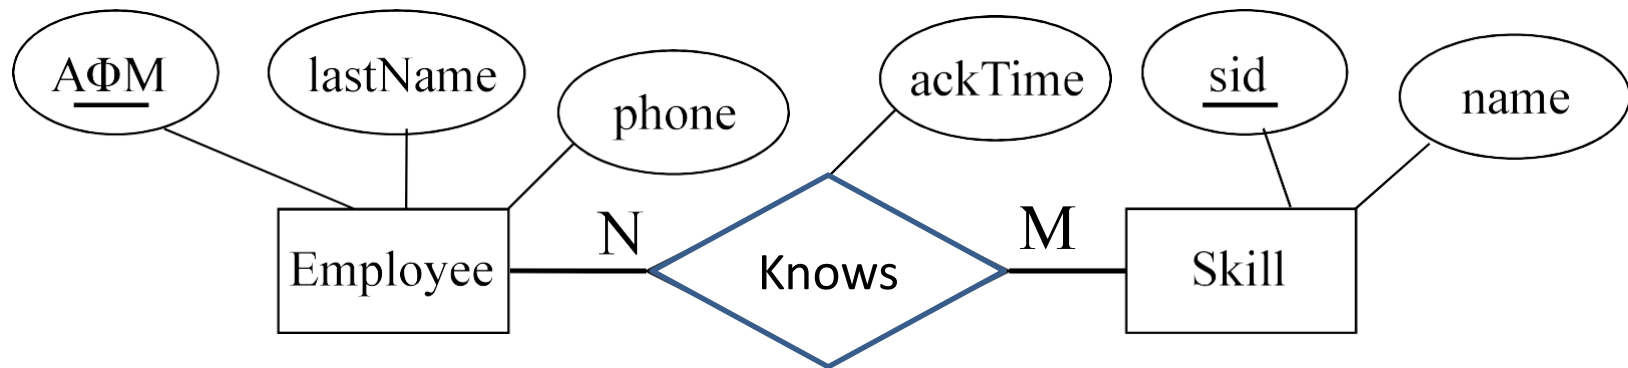 ΑΦΜ
lastName
phone
ackTime
sid
name
Employee
N
Knows
M
Skill